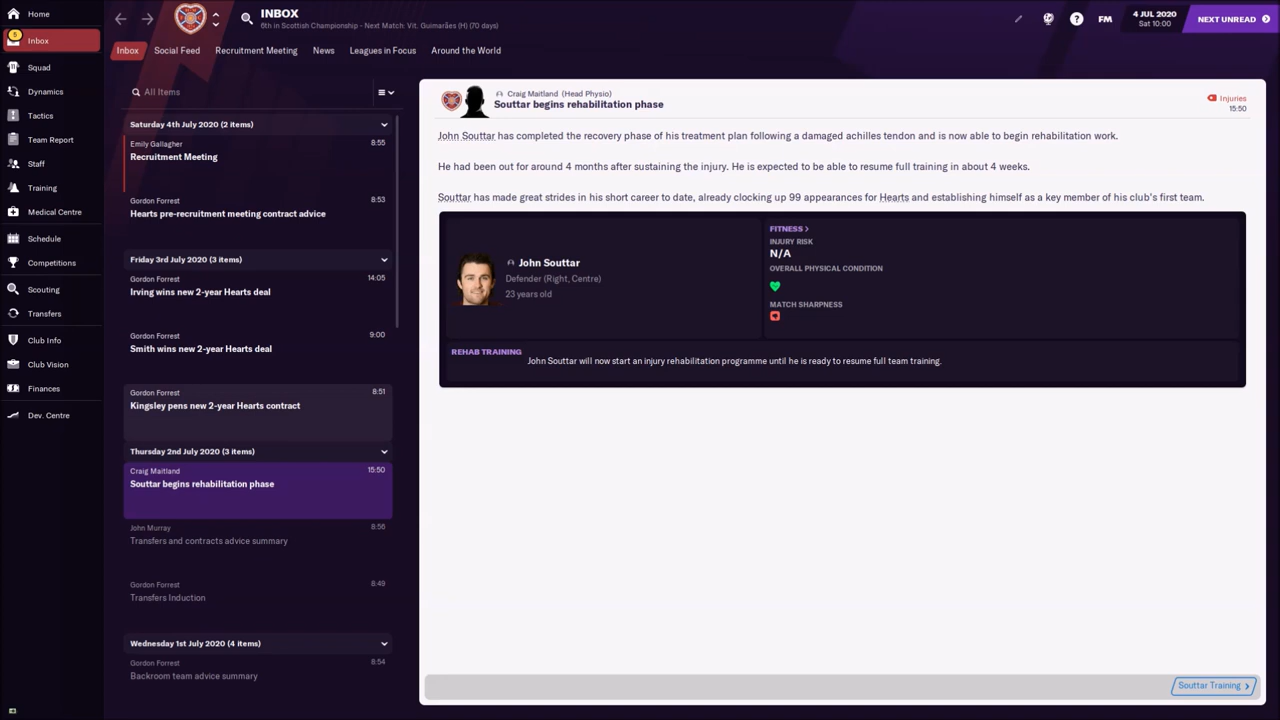 Home
5
Inbox
Squad
Dynamics
Tactics
Team Report
Staff
Training
Medical Centre
Schedule
Competitions
Scouting
Transfers
Club Info
Club Vision
Finances
Dev. Centre
INBOX
6th in Scottish Championship - Next Match: Vit. Guimarães (H) (70 days)
?
FM
4 JUL 2020
Sat 10:00
NEXT UNREAD
Inbox
Social Feed
Recruitment Meeting
News
Leagues in Focus
Around the World
All Items
Saturday 4th July 2020 (2 items)
Emily Gallagher
8:55
Recruitment Meeting
Gordon Forrest
8:53
Hearts pre-recruitment meeting contract advice
Friday 3rd July 2020 (3 items)
Gordon Forrest
14:05
Irving wins new 2-year Hearts deal
Gordon Forrest
9:00
Smith wins new 2-year Hearts deal
Gordon Forrest
8:51
Kingsley pens new 2-year Hearts contract
Thursday 2nd July 2020 (3 items)
Craig Maitland
15:50
Souttar begins rehabilitation phase
John Murray
8:56
Transfers and contracts advice summary
Gordon Forrest
8:49
Transfers Induction
Wednesday 1st July 2020 (4 items)
Gordon Forrest
8:54
Backroom team advice summary
Craig Maitland (Head Physio)
Souttar begins rehabilitation phase
Injuries
15:50
John Souttar has completed the recovery phase of his treatment plan following a damaged achilles tendon and is now able to begin rehabilitation work.
He had been out for around 4 months after sustaining the injury. He is expected to be able to resume full training in about 4 weeks.
Souttar has made great strides in his short career to date, already clocking up 99 appearances for Hearts and establishing himself as a key member of his club's first team.
John Souttar
Defender (Right, Centre)
23 years old
FITNESS >
INJURY RISK
N/A
OVERALL PHYSICAL CONDITION
MATCH SHARPNESS
REHAB TRAINING
John Souttar will now start an injury rehabilitation programme until he is ready to resume full team training.
Souttar Training >